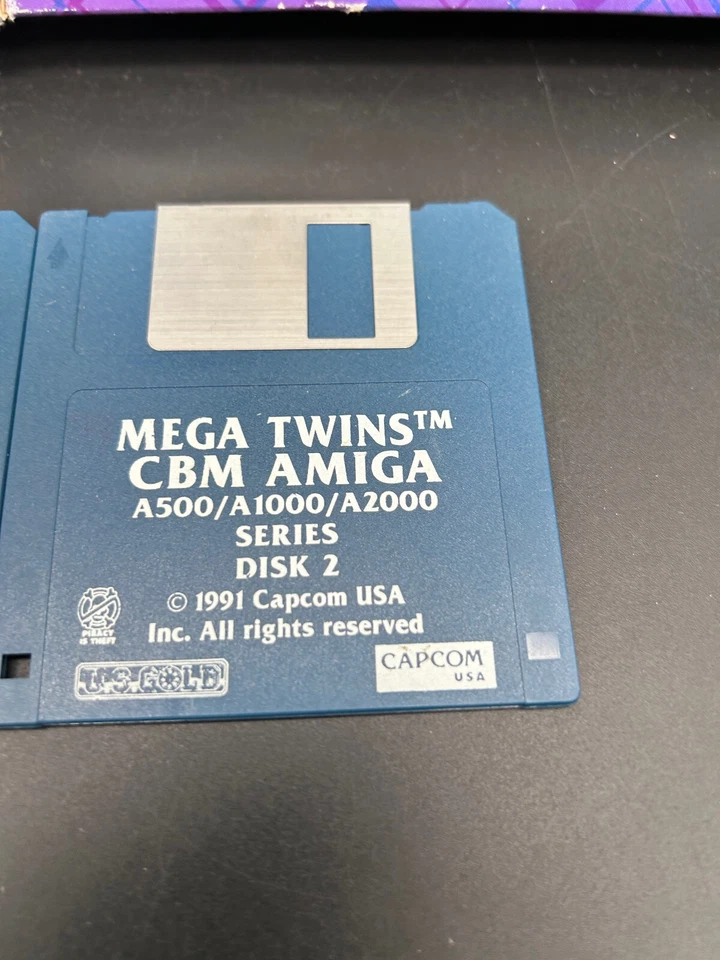 MEGA TWINS™
CBM AMIGA
A500/A1000/A2000
SERIES
DISK 2
© 1991 Capcom USA
Inc. All rights reserved
PIRACY
IS THEFT
U.S. GOLD
CAPCOM
USA